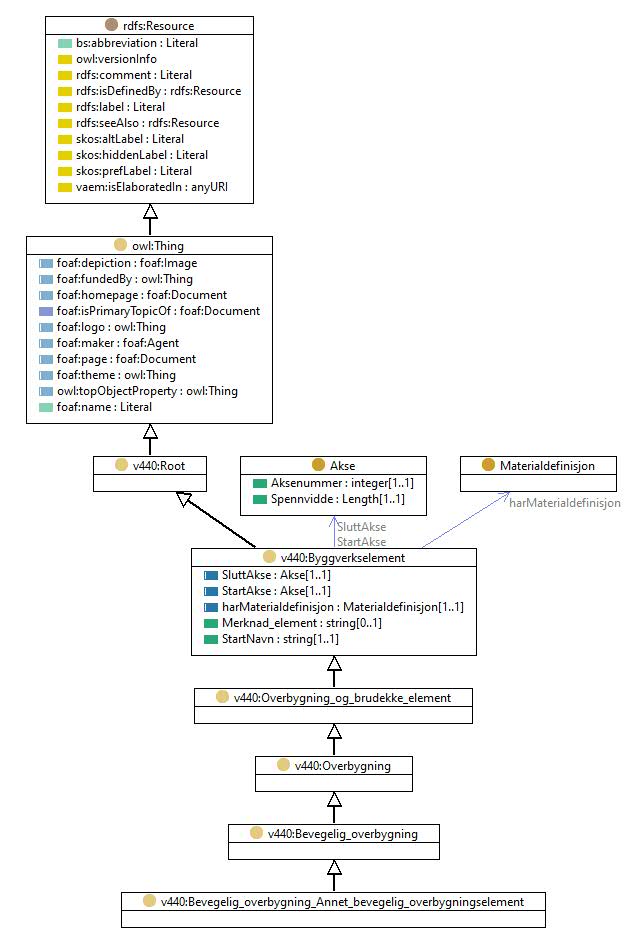 rdfs:Resource
bs:abbreviation : Literal
owl:versionInfo
rdfs:comment : Literal
rdfs:isDefinedBy : rdfs:Resource
rdfs:label : Literal
rdfs:seeAlso : rdfs:Resource
skos:altLabel : Literal
skos:hiddenLabel : Literal
skos:prefLabel : Literal
vaem:isElaboratedIn : anyURI
owl:Thing
foaf:depiction : foaf:Image
foaf:fundedBy : owl:Thing
foaf:homepage : foaf:Document
foaf:isPrimaryTopicOf : foaf:Document
foaf:logo : owl:Thing
foaf:maker : foaf:Agent
foaf:page : foaf:Document
foaf:theme : owl:Thing
owl:topObjectProperty : owl:Thing
foaf:name : Literal
v440:Root
Akse
Aksenummer : integer[1..1]
Spennvidde : Length[1..1]
Materialdefinisjon
harMaterialdefinisjon
SluttAkse
StartAkse
v440:Byggverkselement
SluttAkse : Akse[1..1]
StartAkse : Akse[1..1]
harMaterialdefinisjon : Materialdefinisjon[1..1]
Merknad_element : string[0..1]
StartNavn : string[1..1]
v440:Overbygning_og_brudekke_element
v440:Overbygning
v440:Bevegelig_overbygning
v440:Bevegelig_overbygning_Annet_bevegelig_overbygningselement